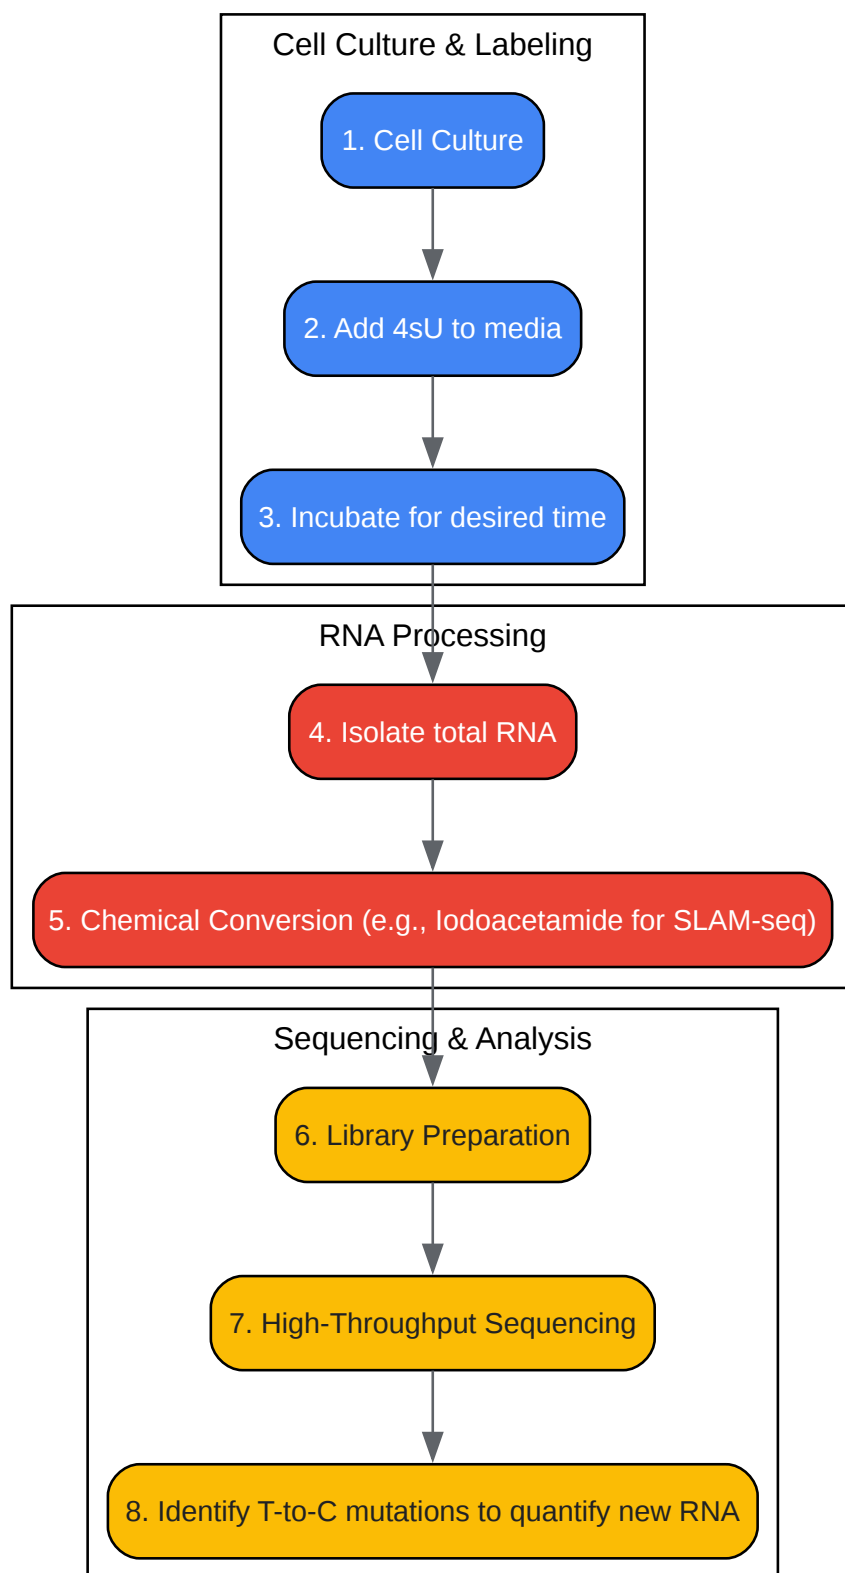 Cell Culture & Labeling
1. Cell Culture
2. Add 4sU to media
3. Incubate for desired time
RNA Processing
4. Isolate total RNA
5. Chemical Conversion (e.g., Iodoacetamide for SLAM-seq)
Sequencing & Analysis
6. Library Preparation
7. High-Throughput Sequencing
8. Identify T-to-C mutations to quantify new RNA